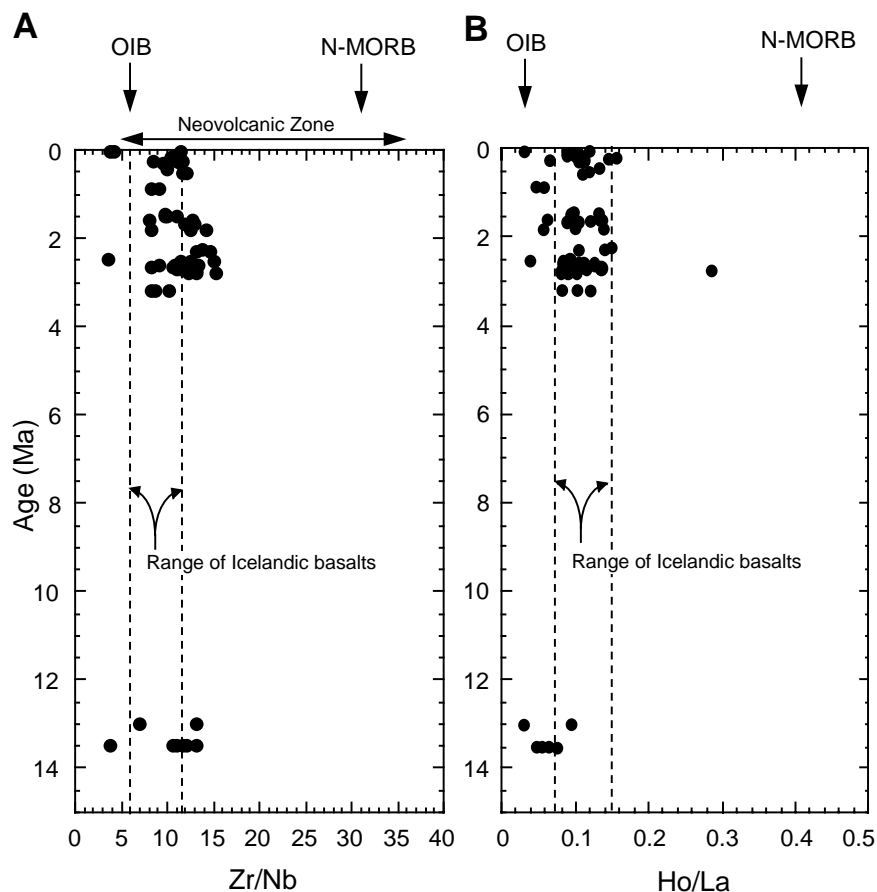 A
OIB
N-MORB
Neovolcanic Zone
0
2
4
6
8
10
12
14
Age (Ma)
Range of Icelandic basalts
0
5
10
15
20
25
30
35
40
Zr/Nb
B
OIB
N-MORB
0
2
4
6
8
10
12
14
Range of Icelandic basalts
0
0.1
0.2
0.3
0.4
0.5
Ho/La